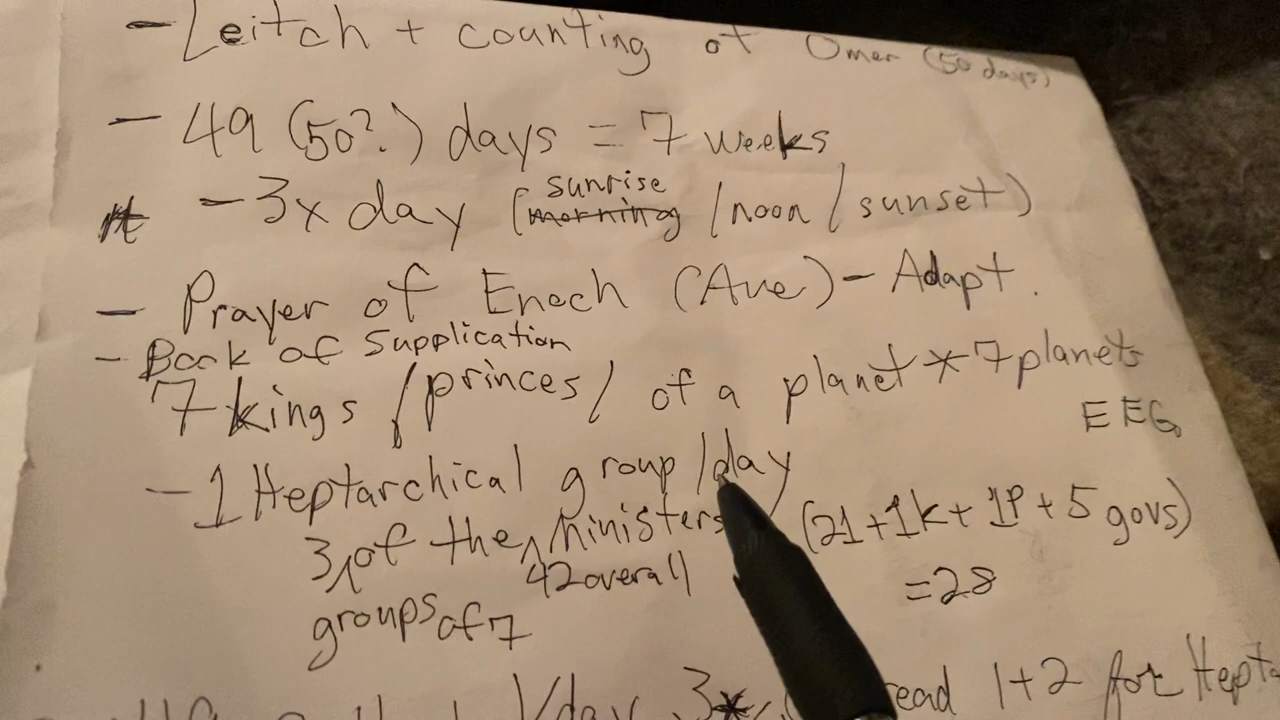 - Leitch + counting of Omer (50 days)
- 49 (50?) days = 7 weeks
- 3x day (sunrise morning / noon / sunset)
- Prayer of Enoch (Ave) - Adapt.
- Book of Supplication
7 kings / princes / of a planet * 7 planets
EEG
- 1 Heptarchical group / day
3 of the 42 overall Ministers (21 + 1k + 1P + 5 govs)
groups of 7 = 28
/day 3* read 1+2 for Hepta